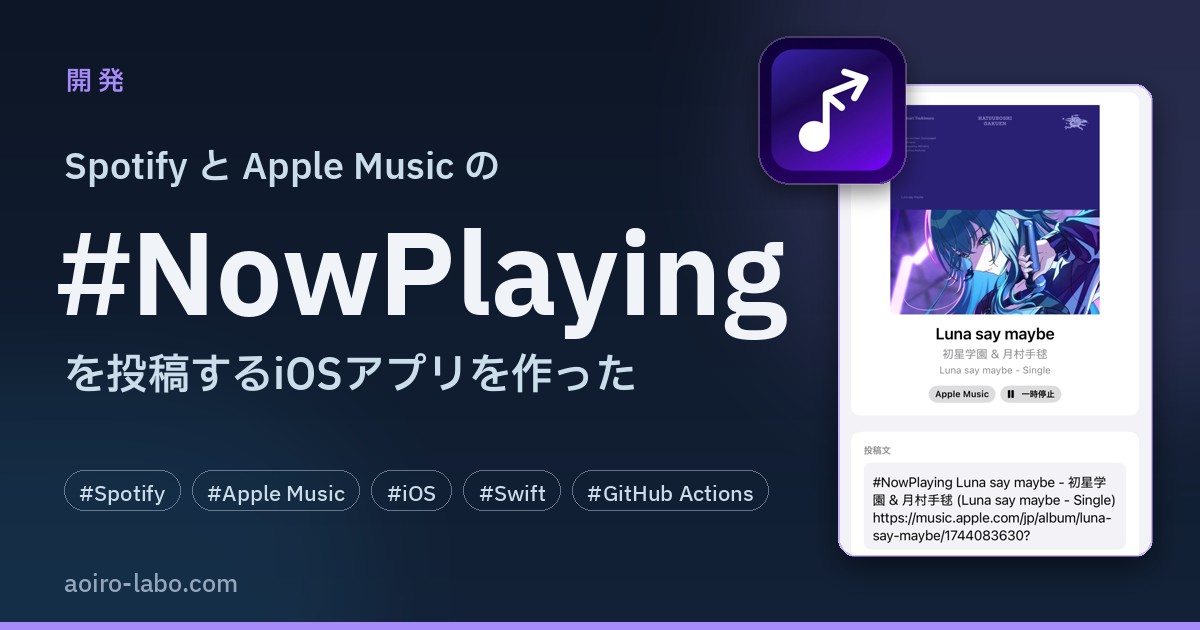 開発
Spotify と Apple Music の
#NowPlaying
を投稿するiOSアプリを作った
#Spotify
#Apple Music
#iOS
#Swift
#GitHub Actions
aoiro-labo.com
HATSUBOSHI
GAKUEN
Luna say maybe
初星学園 & 月村手毬
Luna say maybe - Single
Apple Music
一時停止
投稿文
#NowPlaying Luna say maybe - 初星学
園 & 月村手毬 (Luna say maybe - Single)
https://music.apple.com/jp/album/luna-
say-maybe/1744083630?